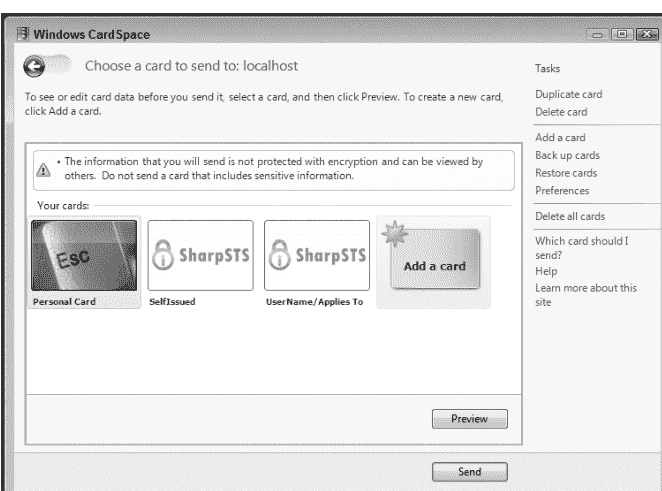 Windows CardSpace
Choose a card to send to: localhost
To see or edit card data before you send it, select a card, and then click Preview. To create a new card,
click Add a card.
• The information that you will send is not protected with encryption and can be viewed by
others. Do not send a card that includes sensitive information.
Your cards:
Esc
SharpSTS
SharpSTS
Add a card
Personal Card
SelfIssued
UserName/Applies To
Preview
Send
Tasks
Duplicate card
Delete card
Add a card
Back up cards
Restore cards
Preferences
Delete all cards
Which card should I
send?
Help
Learn more about this
site